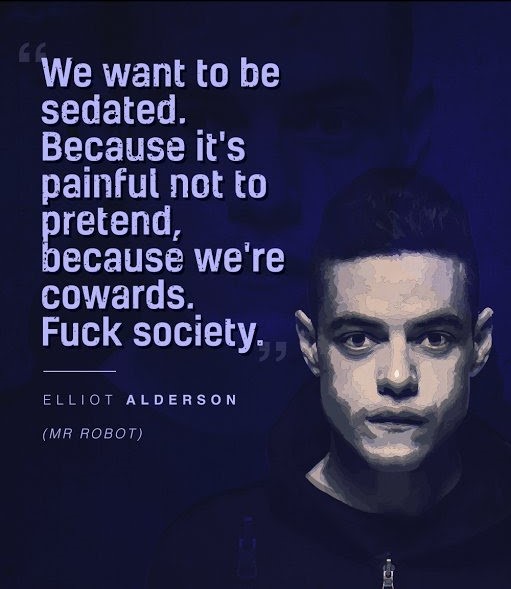 “
We want to be
sedated.
Because it's
painful not to
pretend,
because we're
cowards.
Fuck society.
”
ELLIOT ALDERSON
(MR ROBOT)